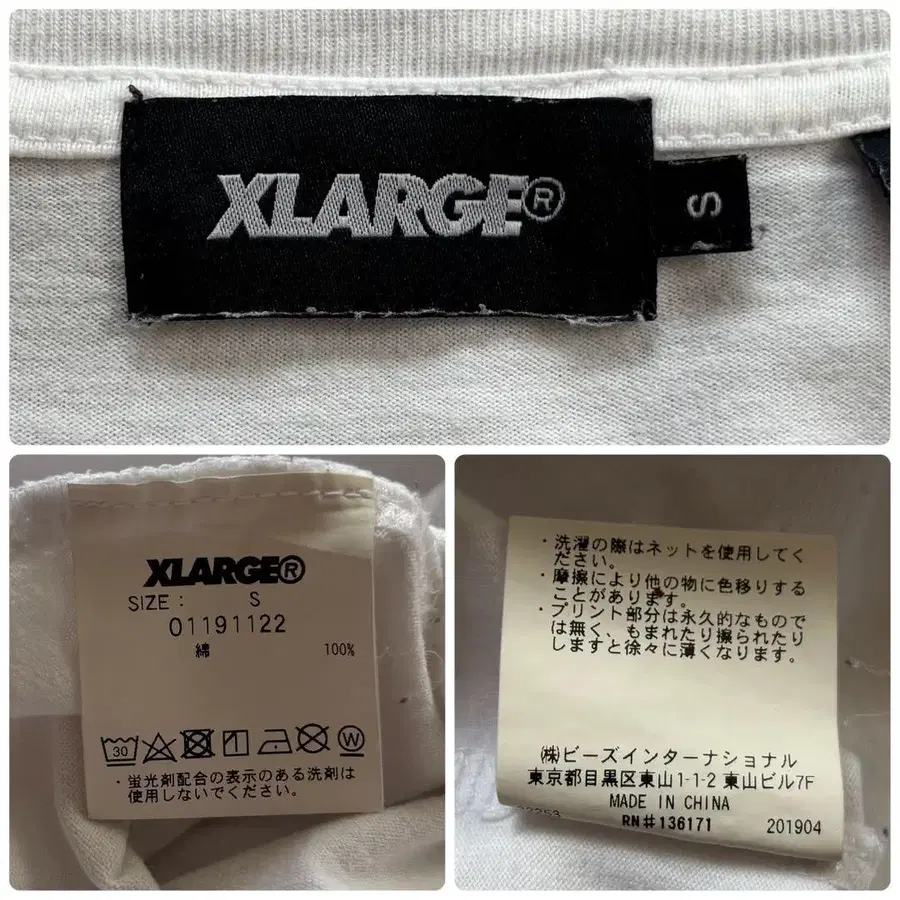 XLARGE®
S
XLARGE®
SIZE : S
01191122
綿 100%
30
W
・蛍光剤配合の表示のある洗剤は
使用しないでください。
・洗濯の際はネットを使用してく
ださい。
・摩擦により他の物に色移りする
ことがあります。
・プリント部分は永久的なもので
は無く、もまれたり擦られたり
しますと徐々に薄くなります。
(株)ビーズインターナショナル
東京都目黒区東山1-1-2 東山ビル7F
MADE IN CHINA
RN#136171 201904